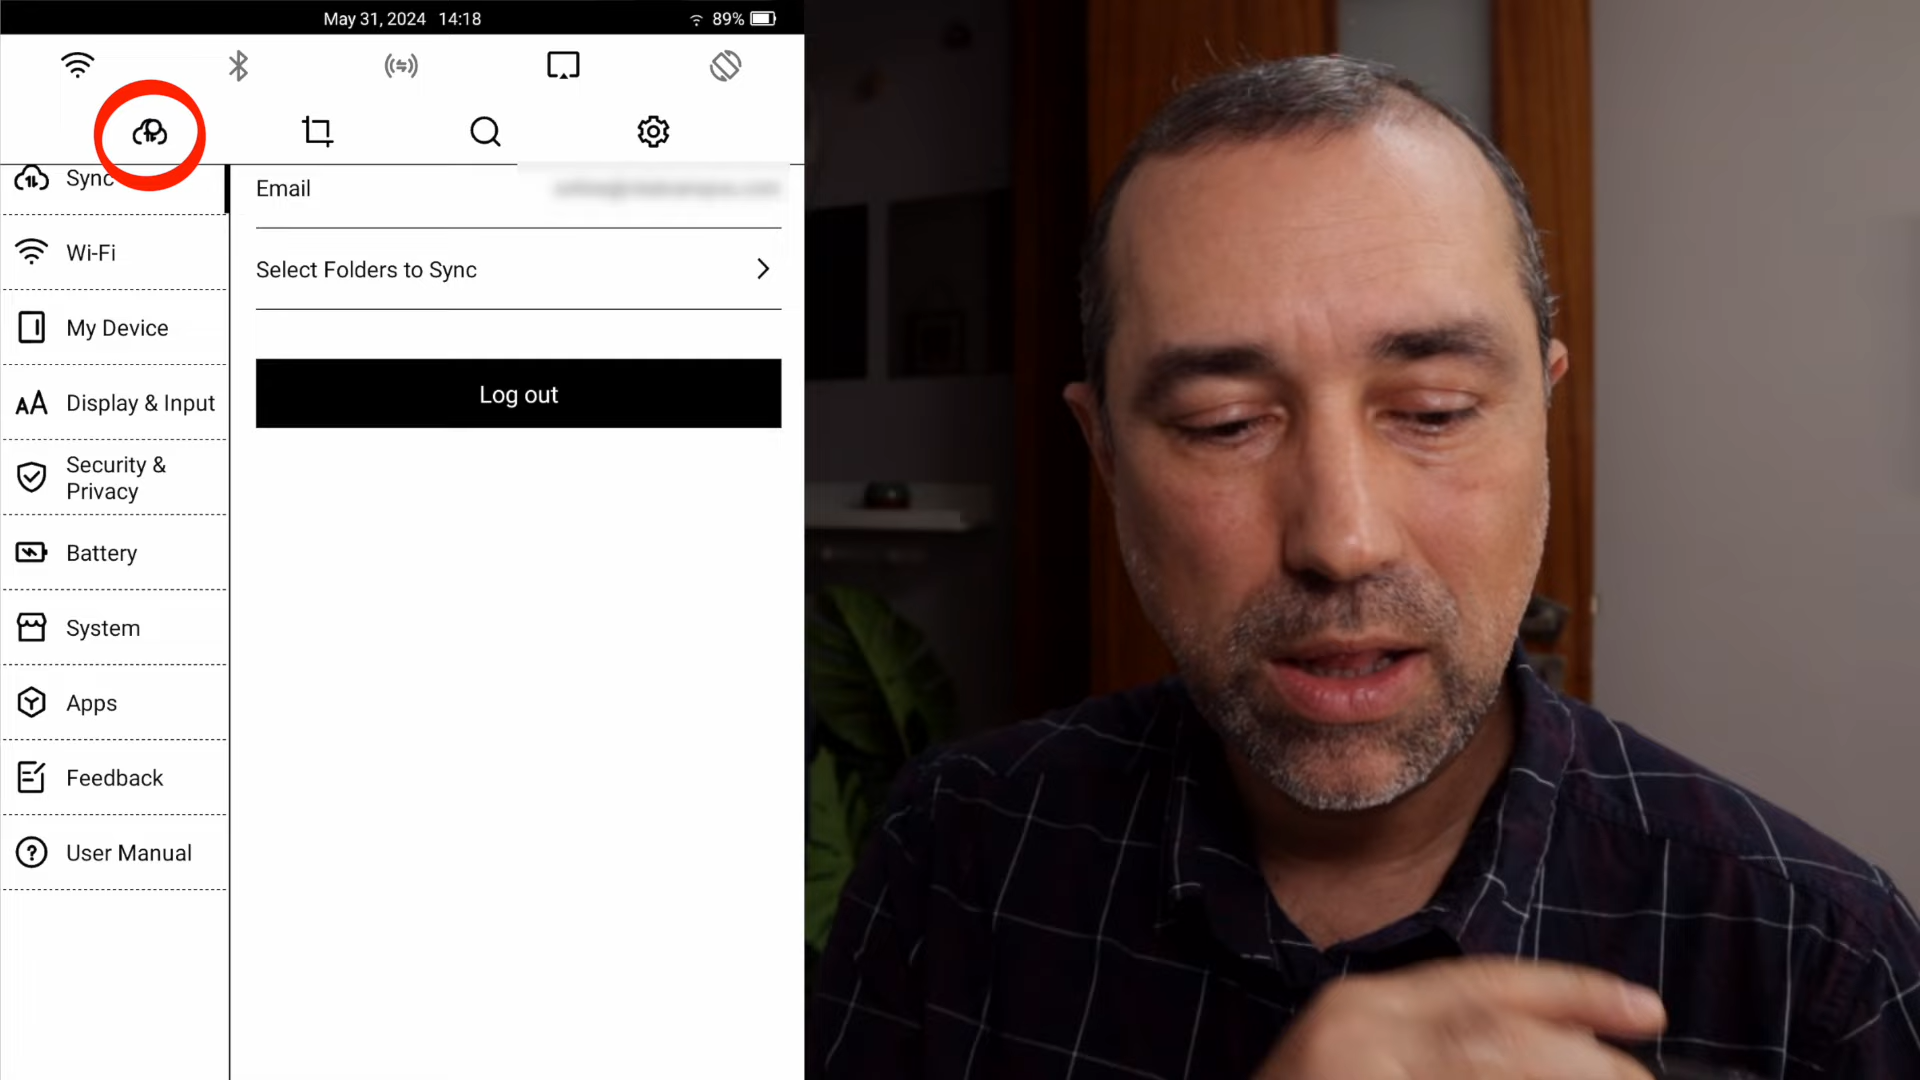 May 31, 2024 14:18
89%
Sync
Email
Wi-Fi
Select Folders to Sync
My Device
Log out
Display & Input
Security &
Privacy
Battery
System
Apps
Feedback
User Manual